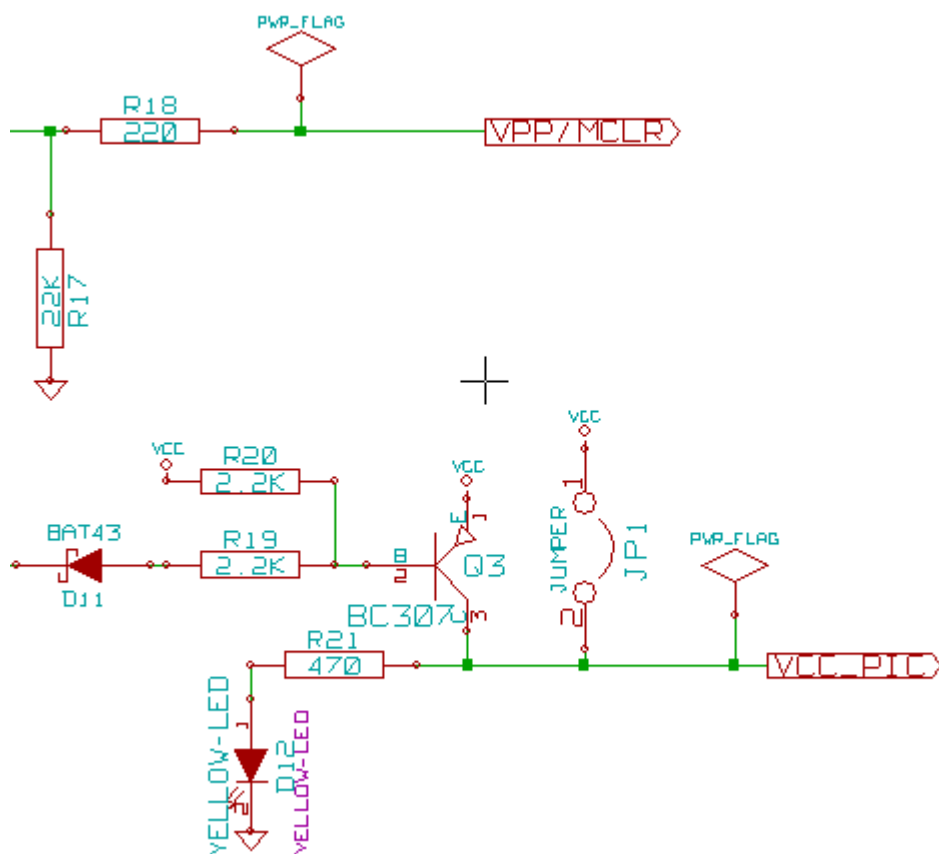 PWR_FLAG
R18
220
VPP/MCLR
22K
R17
VCC
R20
2.2K
VCC
VCC
1
JUMPER
JP1
2
BAT43
D11
R19
2.2K
B
2
E
1
Q3
BC307
C
3
PWR_FLAG
R21
470
VCC_PIC
YELLOW-LED
1
D12
2
YELLOW-LED